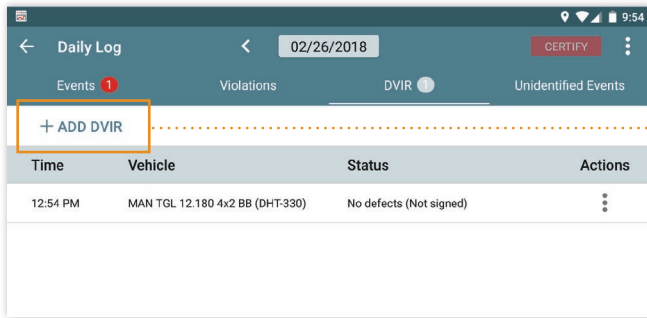 9:54
Daily Log 02/26/2018 CERTIFY
Events 1 Violations DVIR 1 Unidentified Events
+ ADD DVIR
Time Vehicle Status Actions
12:54 PM MAN TGL 12.180 4x2 BB (DHT-330) No defects (Not signed)